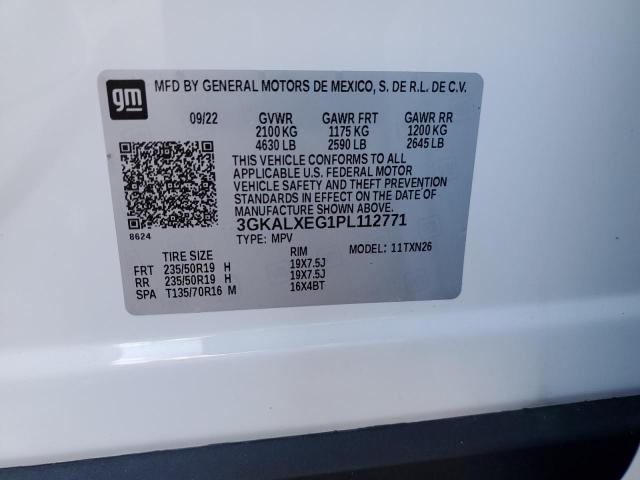 gm
MFD BY GENERAL MOTORS DE MEXICO, S. DE R.L. DE C.V.
09/22 GVWR GAWR FRT GAWR RR
2100 KG 1175 KG 1200 KG
4630 LB 2590 LB 2645 LB
THIS VEHICLE CONFORMS TO ALL
APPLICABLE U.S. FEDERAL MOTOR
VEHICLE SAFETY AND THEFT PREVENTION
STANDARDS IN EFFECT ON THE DATE OF
MANUFACTURE SHOWN ABOVE.
3GKALXEG1PL112771
8624
TYPE: MPV MODEL: 11TXN26
TIRE SIZE RIM
FRT 235/50R19 H 19X7.5J
RR 235/50R19 H 19X7.5J
SPA T135/70R16 M 16X4BT